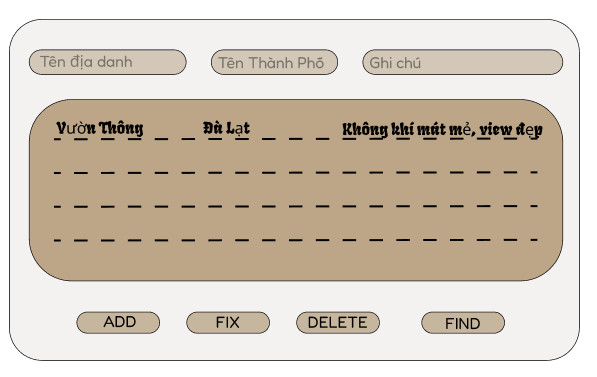 Tên địa danh Tên Thành Phố Ghi chú
Vườn Thông Đà Lạt Không khí mát mẻ, view đẹp
ADD FIX DELETE FIND